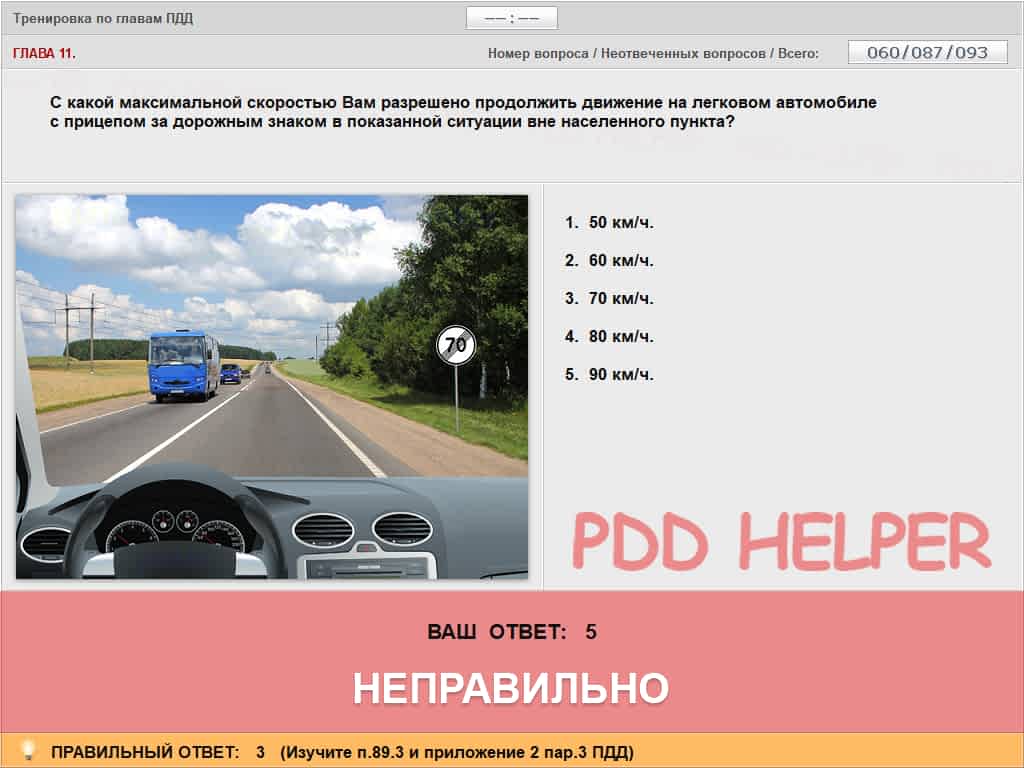 Тренировка по главам ПДД
−− : −−
ГЛАВА 11.
Номер вопроса / Неотвеченных вопросов / Всего:
060/087/093
С какой максимальной скоростью Вам разрешено продолжить движение на легковом автомобиле
с прицепом за дорожным знаком в показанной ситуации вне населенного пункта?
1. 50 км/ч.
2. 60 км/ч.
3. 70 км/ч.
4. 80 км/ч.
5. 90 км/ч.
70
PDD HELPER
ВАШ ОТВЕТ: 5
НЕПРАВИЛЬНО
ПРАВИЛЬНЫЙ ОТВЕТ: 3 (Изучите п.89.3 и приложение 2 пар.3 ПДД)